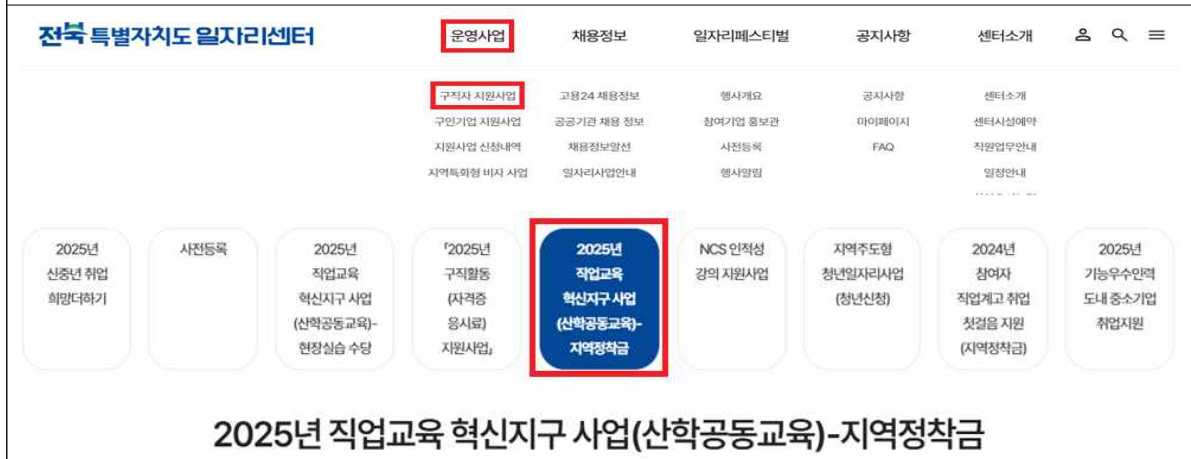 전북특별자치도 일자리센터
운영사업 채용정보 일자리페스티벌 공지사항 센터소개
구직자 지원사업 고용24 채용정보 행사개요 공지사항 센터소개
구인기업 지원사업 공공기관 채용 정보 참여기업 홍보관 마이페이지 센터시설예약
지원사업 신청내역 채용정보알선 사전등록 FAQ 직원업무안내
지역특화형 비자 사업 일자리사업안내 행사알림 일정안내
2025년
신중년 취업
희망더하기
사전등록
2025년
직업교육
혁신지구 사업
(산학공동교육)-
현장실습 수당
「2025년
구직활동
(자격증
응시료)
지원사업」
2025년
직업교육
혁신지구 사업
(산학공동교육)-
지역정착금
NCS 인적성
강의 지원사업
지역주도형
청년일자리사업
(청년신청)
2024년
참여자
직업계고 취업
첫걸음 지원
(지역정착금)
2025년
기능우수인력
도내 중소기업
취업지원
2025년 직업교육 혁신지구 사업(산학공동교육)-지역정착금